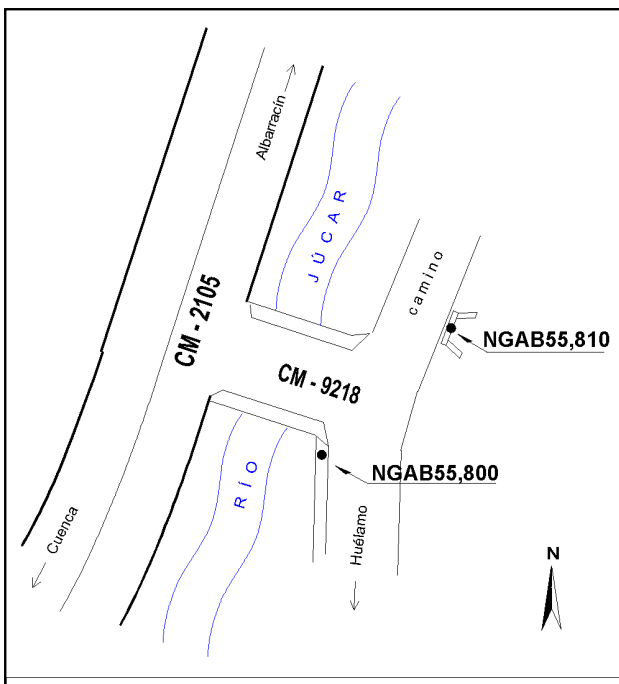 Albarracín
JÚCAR
camino
CM - 2105
NGAB55,810
CM - 9218
RÍO
NGAB55,800
Cuenca
Huélamo
N